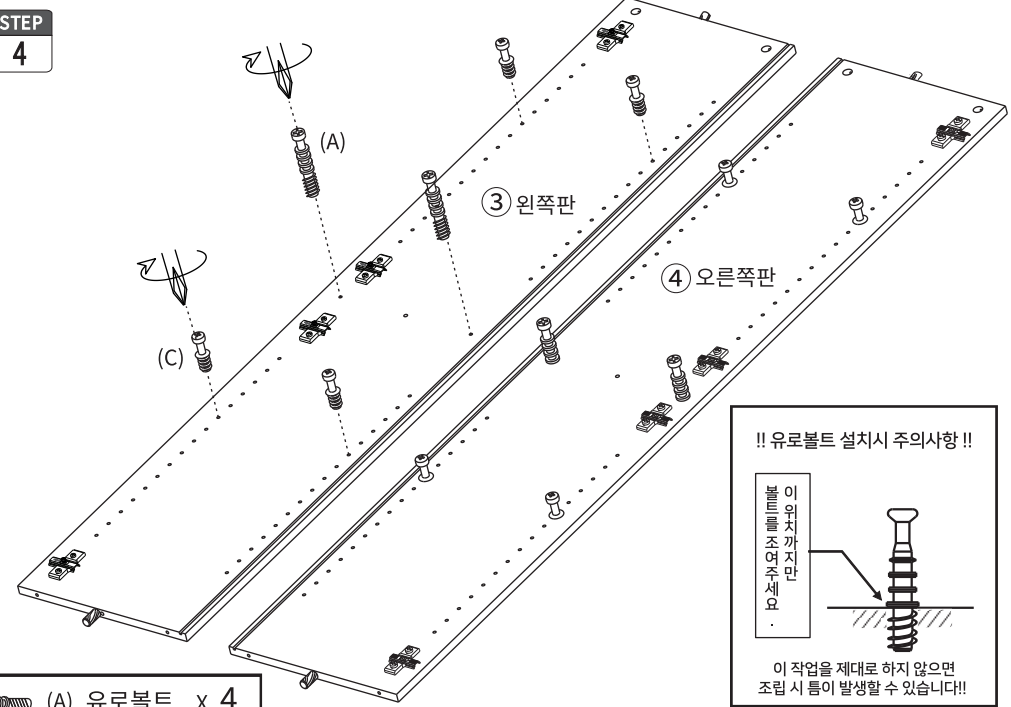 STEP
4
(A)
③ 왼쪽판
④ 오른쪽판
(C)
!! 유로볼트 설치시 주의사항 !!
이 위치까지만
볼트를 조여주세요.
이 작업을 제대로 하지 않으면
조립 시 틈이 발생할 수 있습니다!!
(A) 유로볼트 x 4